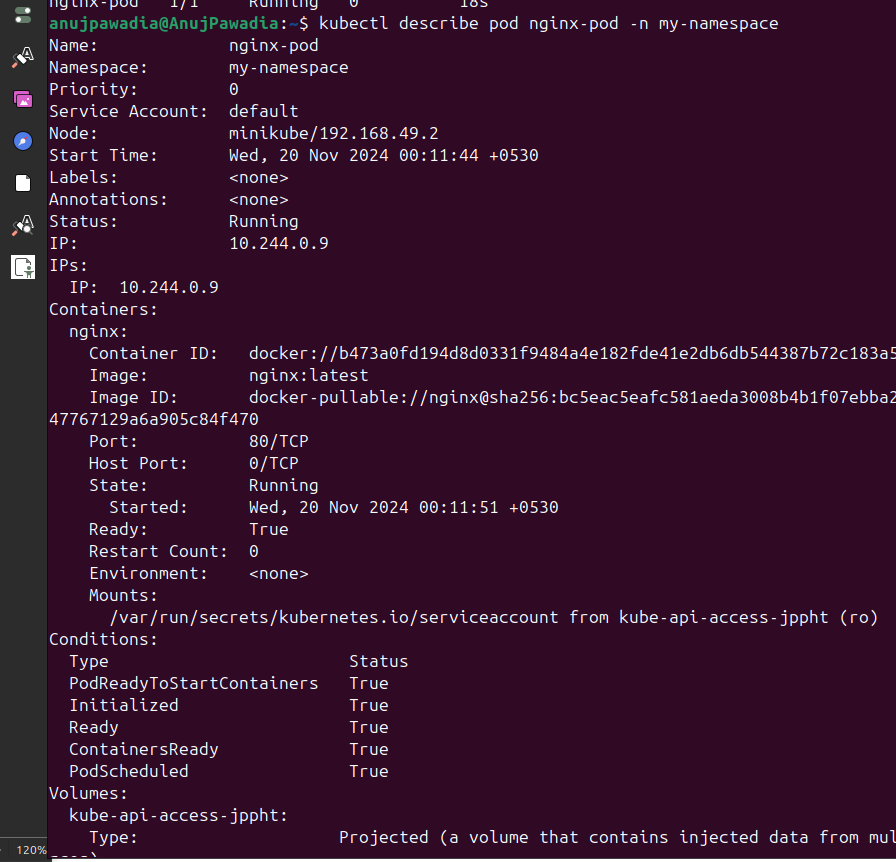 nginx-pod   1/1     Running   0          18s
anujpawadia@AnujPawadia:~$ kubectl describe pod nginx-pod -n my-namespace
Name:             nginx-pod
Namespace:        my-namespace
Priority:         0
Service Account:  default
Node:             minikube/192.168.49.2
Start Time:       Wed, 20 Nov 2024 00:11:44 +0530
Labels:           <none>
Annotations:      <none>
Status:           Running
IP:               10.244.0.9
IPs:
  IP:  10.244.0.9
Containers:
  nginx:
    Container ID:   docker://b473a0fd194d8d0331f9484a4e182fde41e2db6db544387b72c183a5
    Image:          nginx:latest
    Image ID:       docker-pullable://nginx@sha256:bc5eac5eafc581aeda3008b4b1f07ebba2
47767129a6a905c84f470
    Port:           80/TCP
    Host Port:      0/TCP
    State:          Running
      Started:      Wed, 20 Nov 2024 00:11:51 +0530
    Ready:          True
    Restart Count:  0
    Environment:    <none>
    Mounts:
      /var/run/secrets/kubernetes.io/serviceaccount from kube-api-access-jppht (ro)
Conditions:
  Type                        Status
  PodReadyToStartContainers   True
  Initialized                 True
  Ready                       True
  ContainersReady             True
  PodScheduled                True
Volumes:
  kube-api-access-jppht:
    Type:                    Projected (a volume that contains injected data from mul
120%